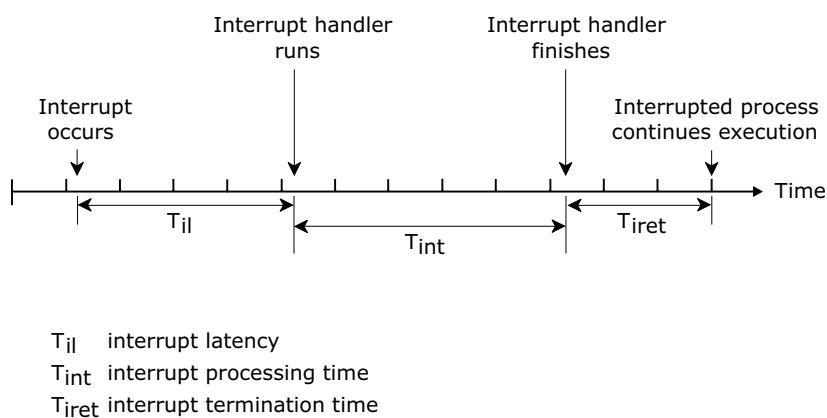 Interrupt handler
runs
Interrupt handler
finishes
Interrupt
occurs
Interrupted process
continues execution
Time
Til
Tint
Tiret
Til interrupt latency
Tint interrupt processing time
Tiret interrupt termination time